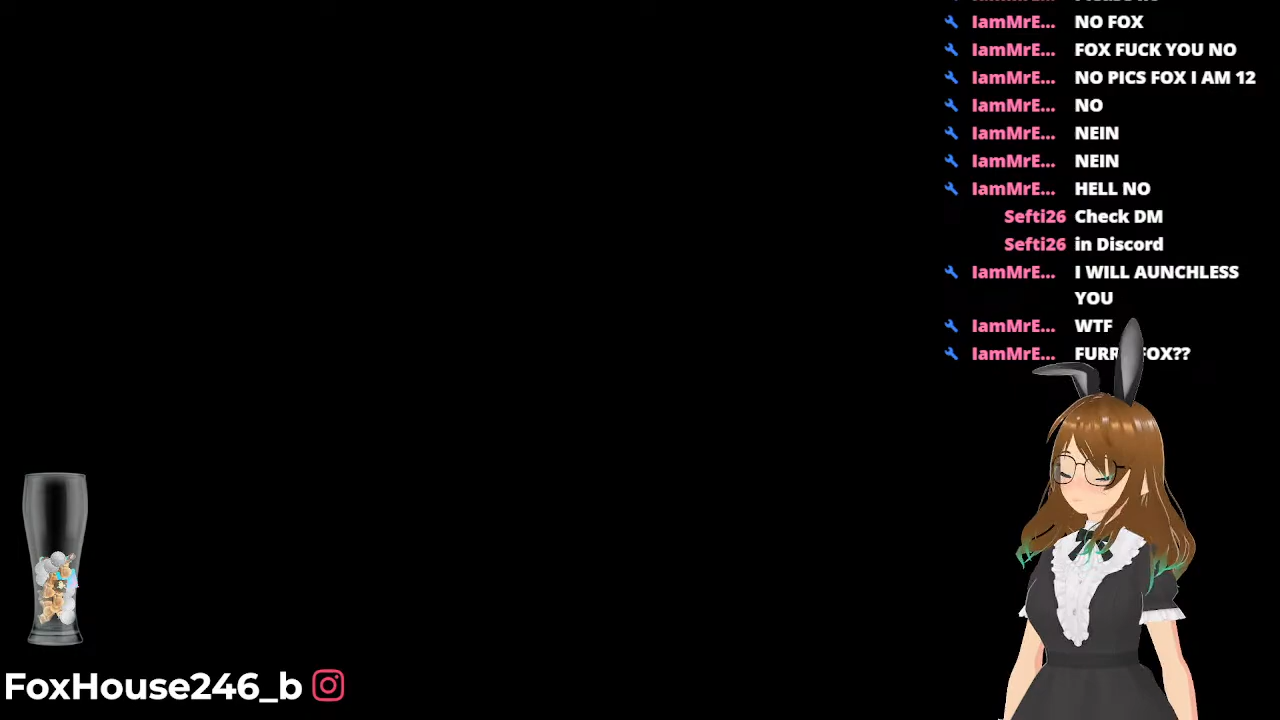 IamMrE... NO FOX
IamMrE... FOX FUCK YOU NO
IamMrE... NO PICS FOX I AM 12
IamMrE... NO
IamMrE... NEIN
IamMrE... NEIN
IamMrE... HELL NO
Sefti26 Check DM
Sefti26 in Discord
IamMrE... I WILL AUNCHLESS
YOU
IamMrE... WTF
IamMrE... FOX??
FoxHouse246_b